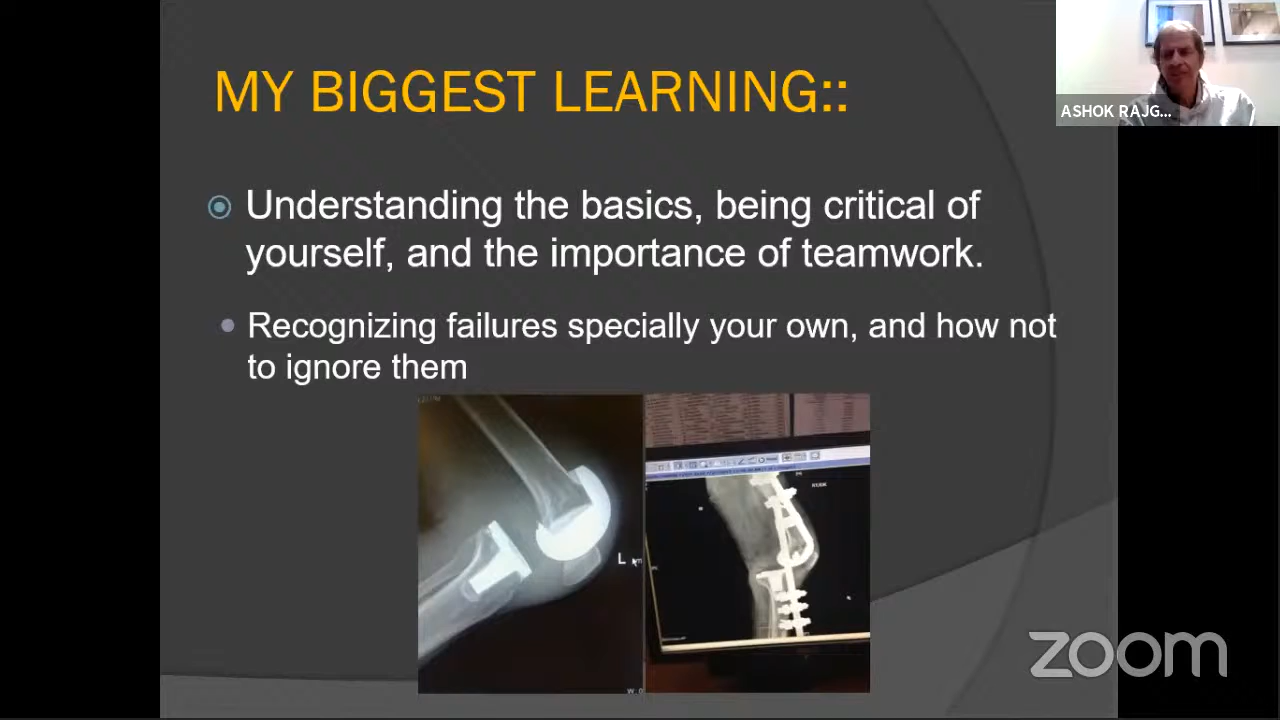 MY BIGGEST LEARNING::
ASHOK RAJG...
Understanding the basics, being critical of
yourself, and the importance of teamwork.
Recognizing failures specially your own, and how not
to ignore them
L
zoom